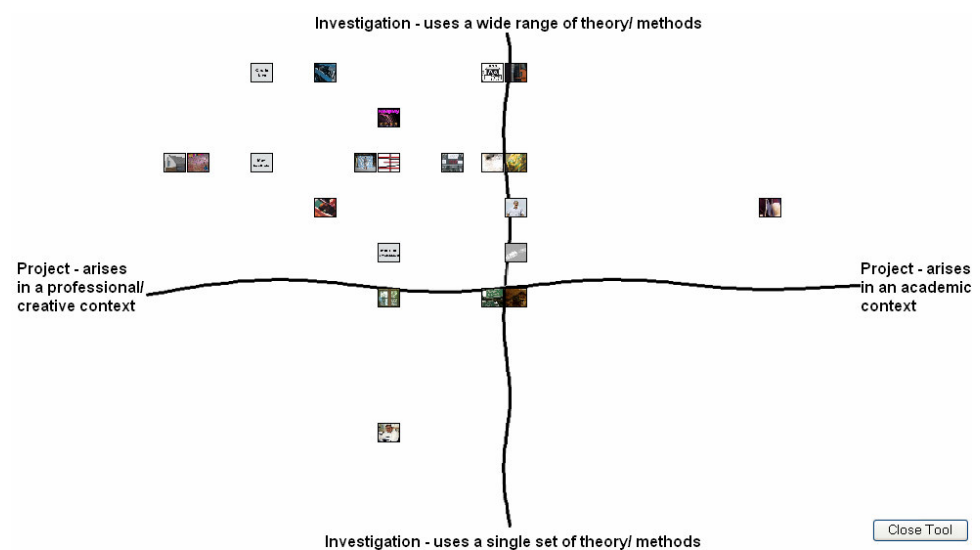 Investigation - uses a wide range of theory/ methods
Project - arises
in a professional/
creative context
Project - arises
in an academic
context
Investigation - uses a single set of theory/ methods
Close Tool